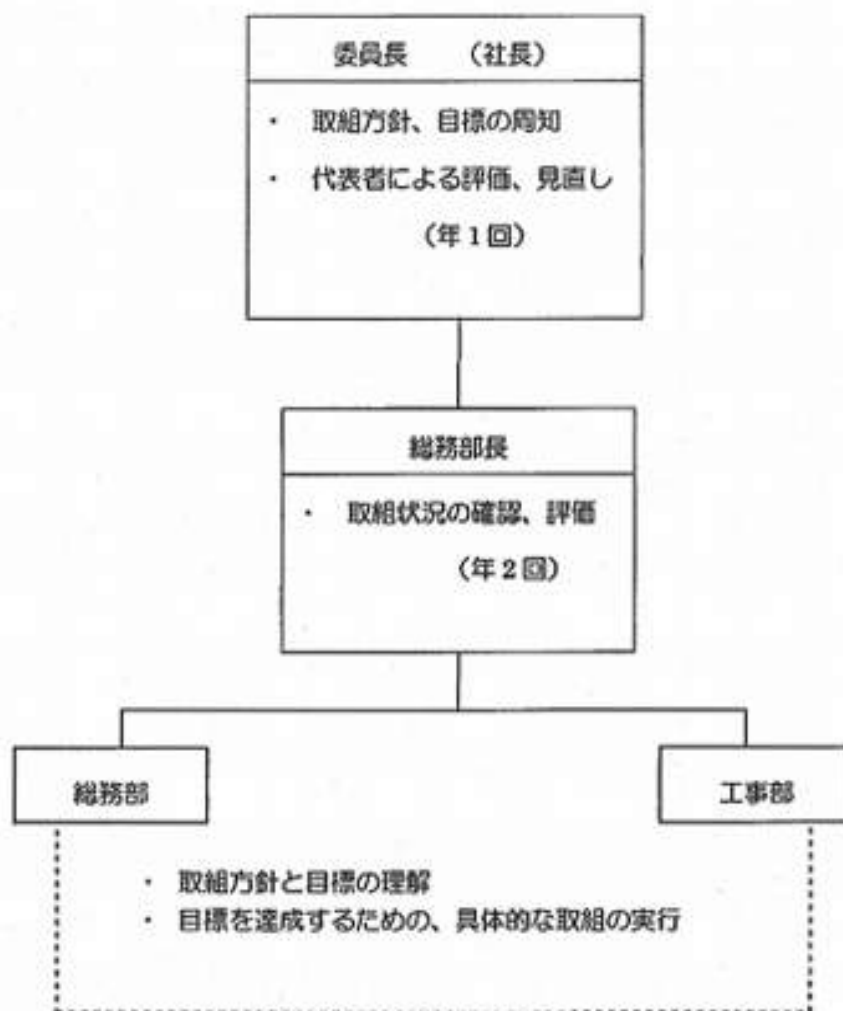 委員長　（社長）
・ 取組方針、目標の周知
・ 代表者による評価、見直し
（年1回）
総務部長
・ 取組状況の確認、評価
（年2回）
総務部
工事部
・ 取組方針と目標の理解
・ 目標を達成するための、具体的な取組の実行